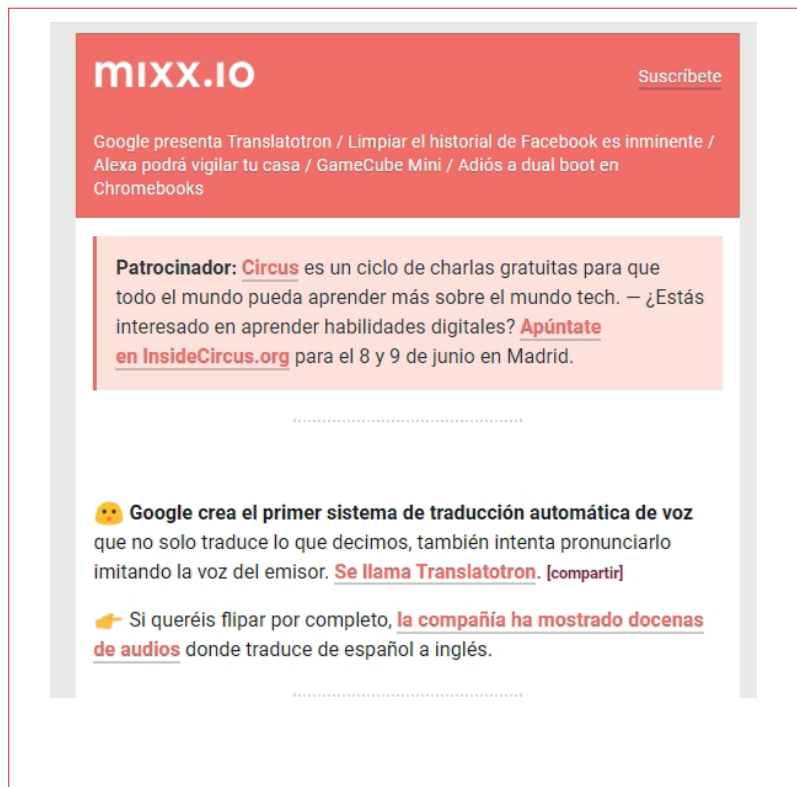 mixx.io
Suscríbete
Google presenta Translatotron / Limpiar el historial de Facebook es inminente /
Alexa podrá vigilar tu casa / GameCube Mini / Adiós a dual boot en
Chromebooks
Patrocinador: Circus es un ciclo de charlas gratuitas para que
todo el mundo pueda aprender más sobre el mundo tech. — ¿Estás
interesado en aprender habilidades digitales? Apúntate
en InsideCircus.org para el 8 y 9 de junio en Madrid.
😗 Google crea el primer sistema de traducción automática de voz
que no solo traduce lo que decimos, también intenta pronunciarlo
imitando la voz del emisor. Se llama Translatotron. [compartir]
👉 Si queréis flipar por completo, la compañía ha mostrado docenas
de audios donde traduce de español a inglés.